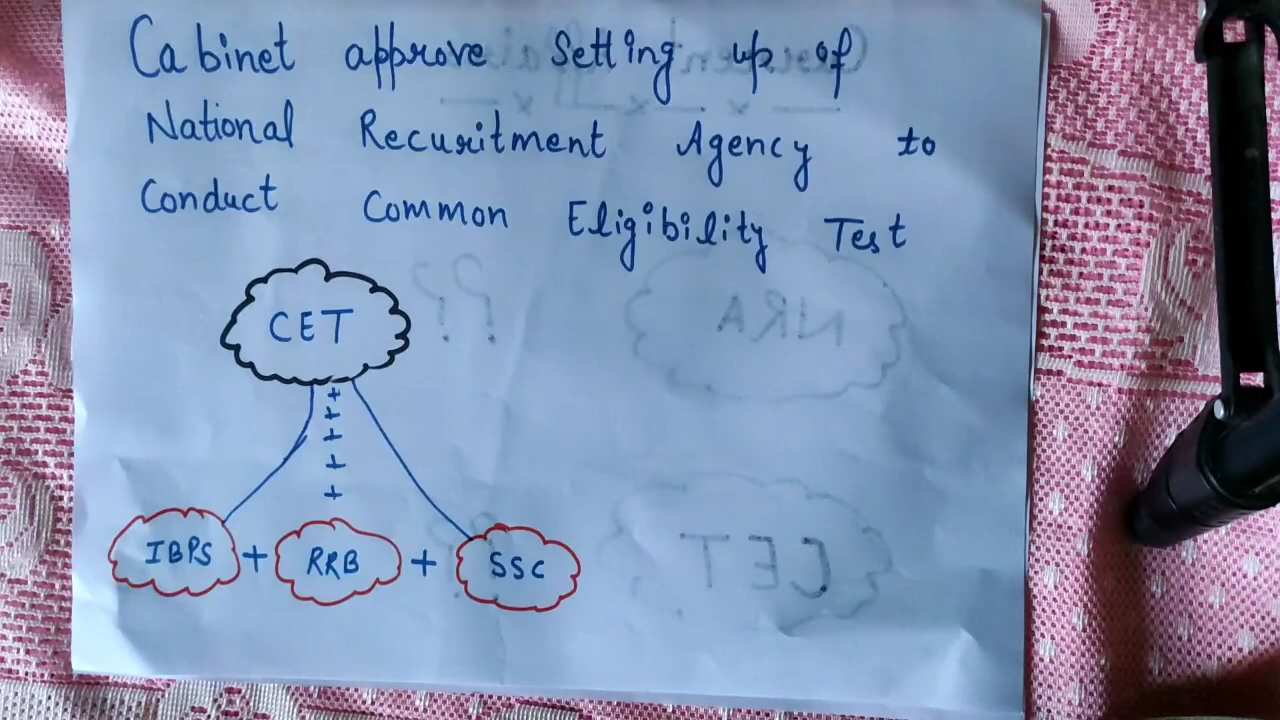 Cabinet approve Setting up of
National Recuritment Agency to
Conduct Common Eligibility Test
CET
IBPS + RRB + SSC